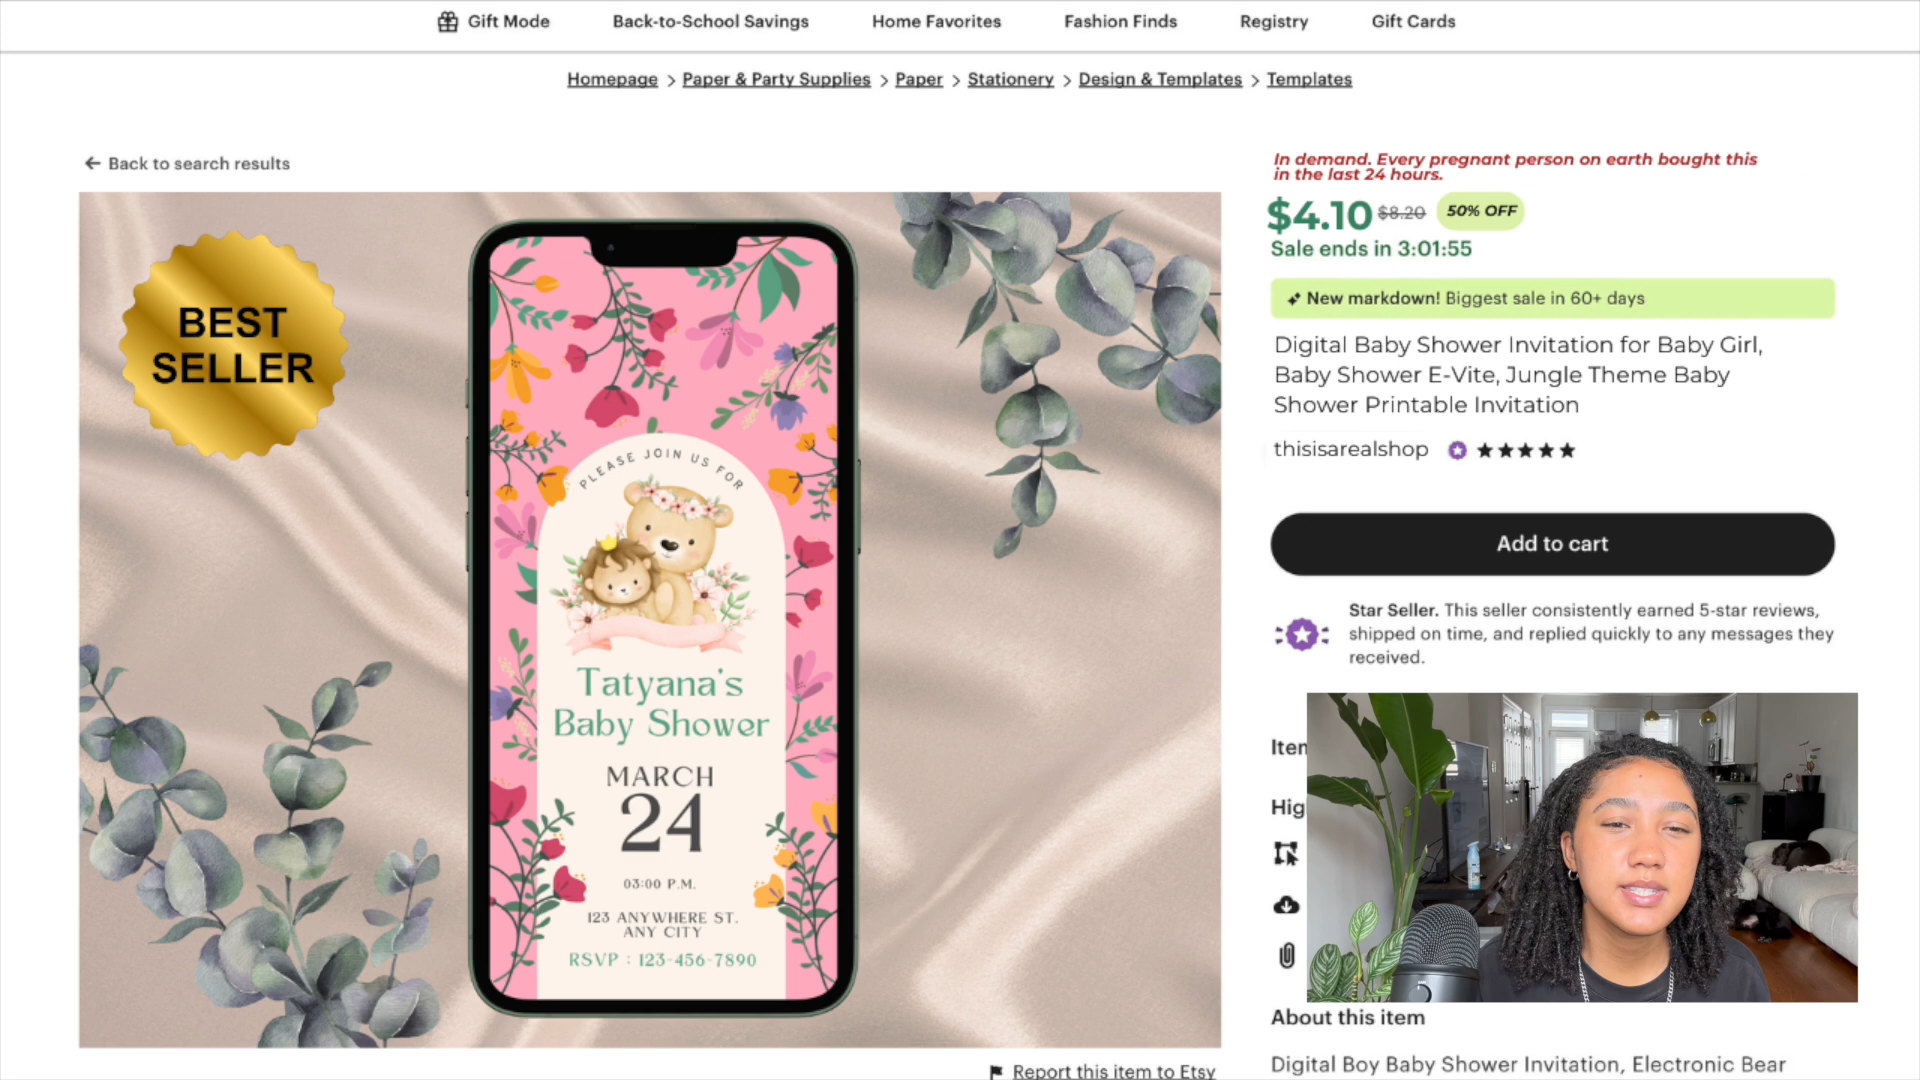 Gift Mode
Back-to-School Savings
Home Favorites
Fashion Finds
Registry
Gift Cards
Homepage > Paper & Party Supplies > Paper > Stationery > Design & Templates > Templates
Back to search results
BEST
SELLER
PLEASE JOIN US FOR
Tatyana's
Baby Shower
MARCH
24
03:00 P.M.
123 ANYWHERE ST.
ANY CITY
RSVP : 123-456-7890
Report this item to Etsy
In demand. Every pregnant person on earth bought this
in the last 24 hours.
$4.10 $8.20 50% OFF
Sale ends in 3:01:55
New markdown! Biggest sale in 60+ days
Digital Baby Shower Invitation for Baby Girl,
Baby Shower E-Vite, Jungle Theme Baby
Shower Printable Invitation
thisisarealshop
Add to cart
Star Seller. This seller consistently earned 5-star reviews,
shipped on time, and replied quickly to any messages they
received.
About this item
Digital Boy Baby Shower Invitation, Electronic Bear